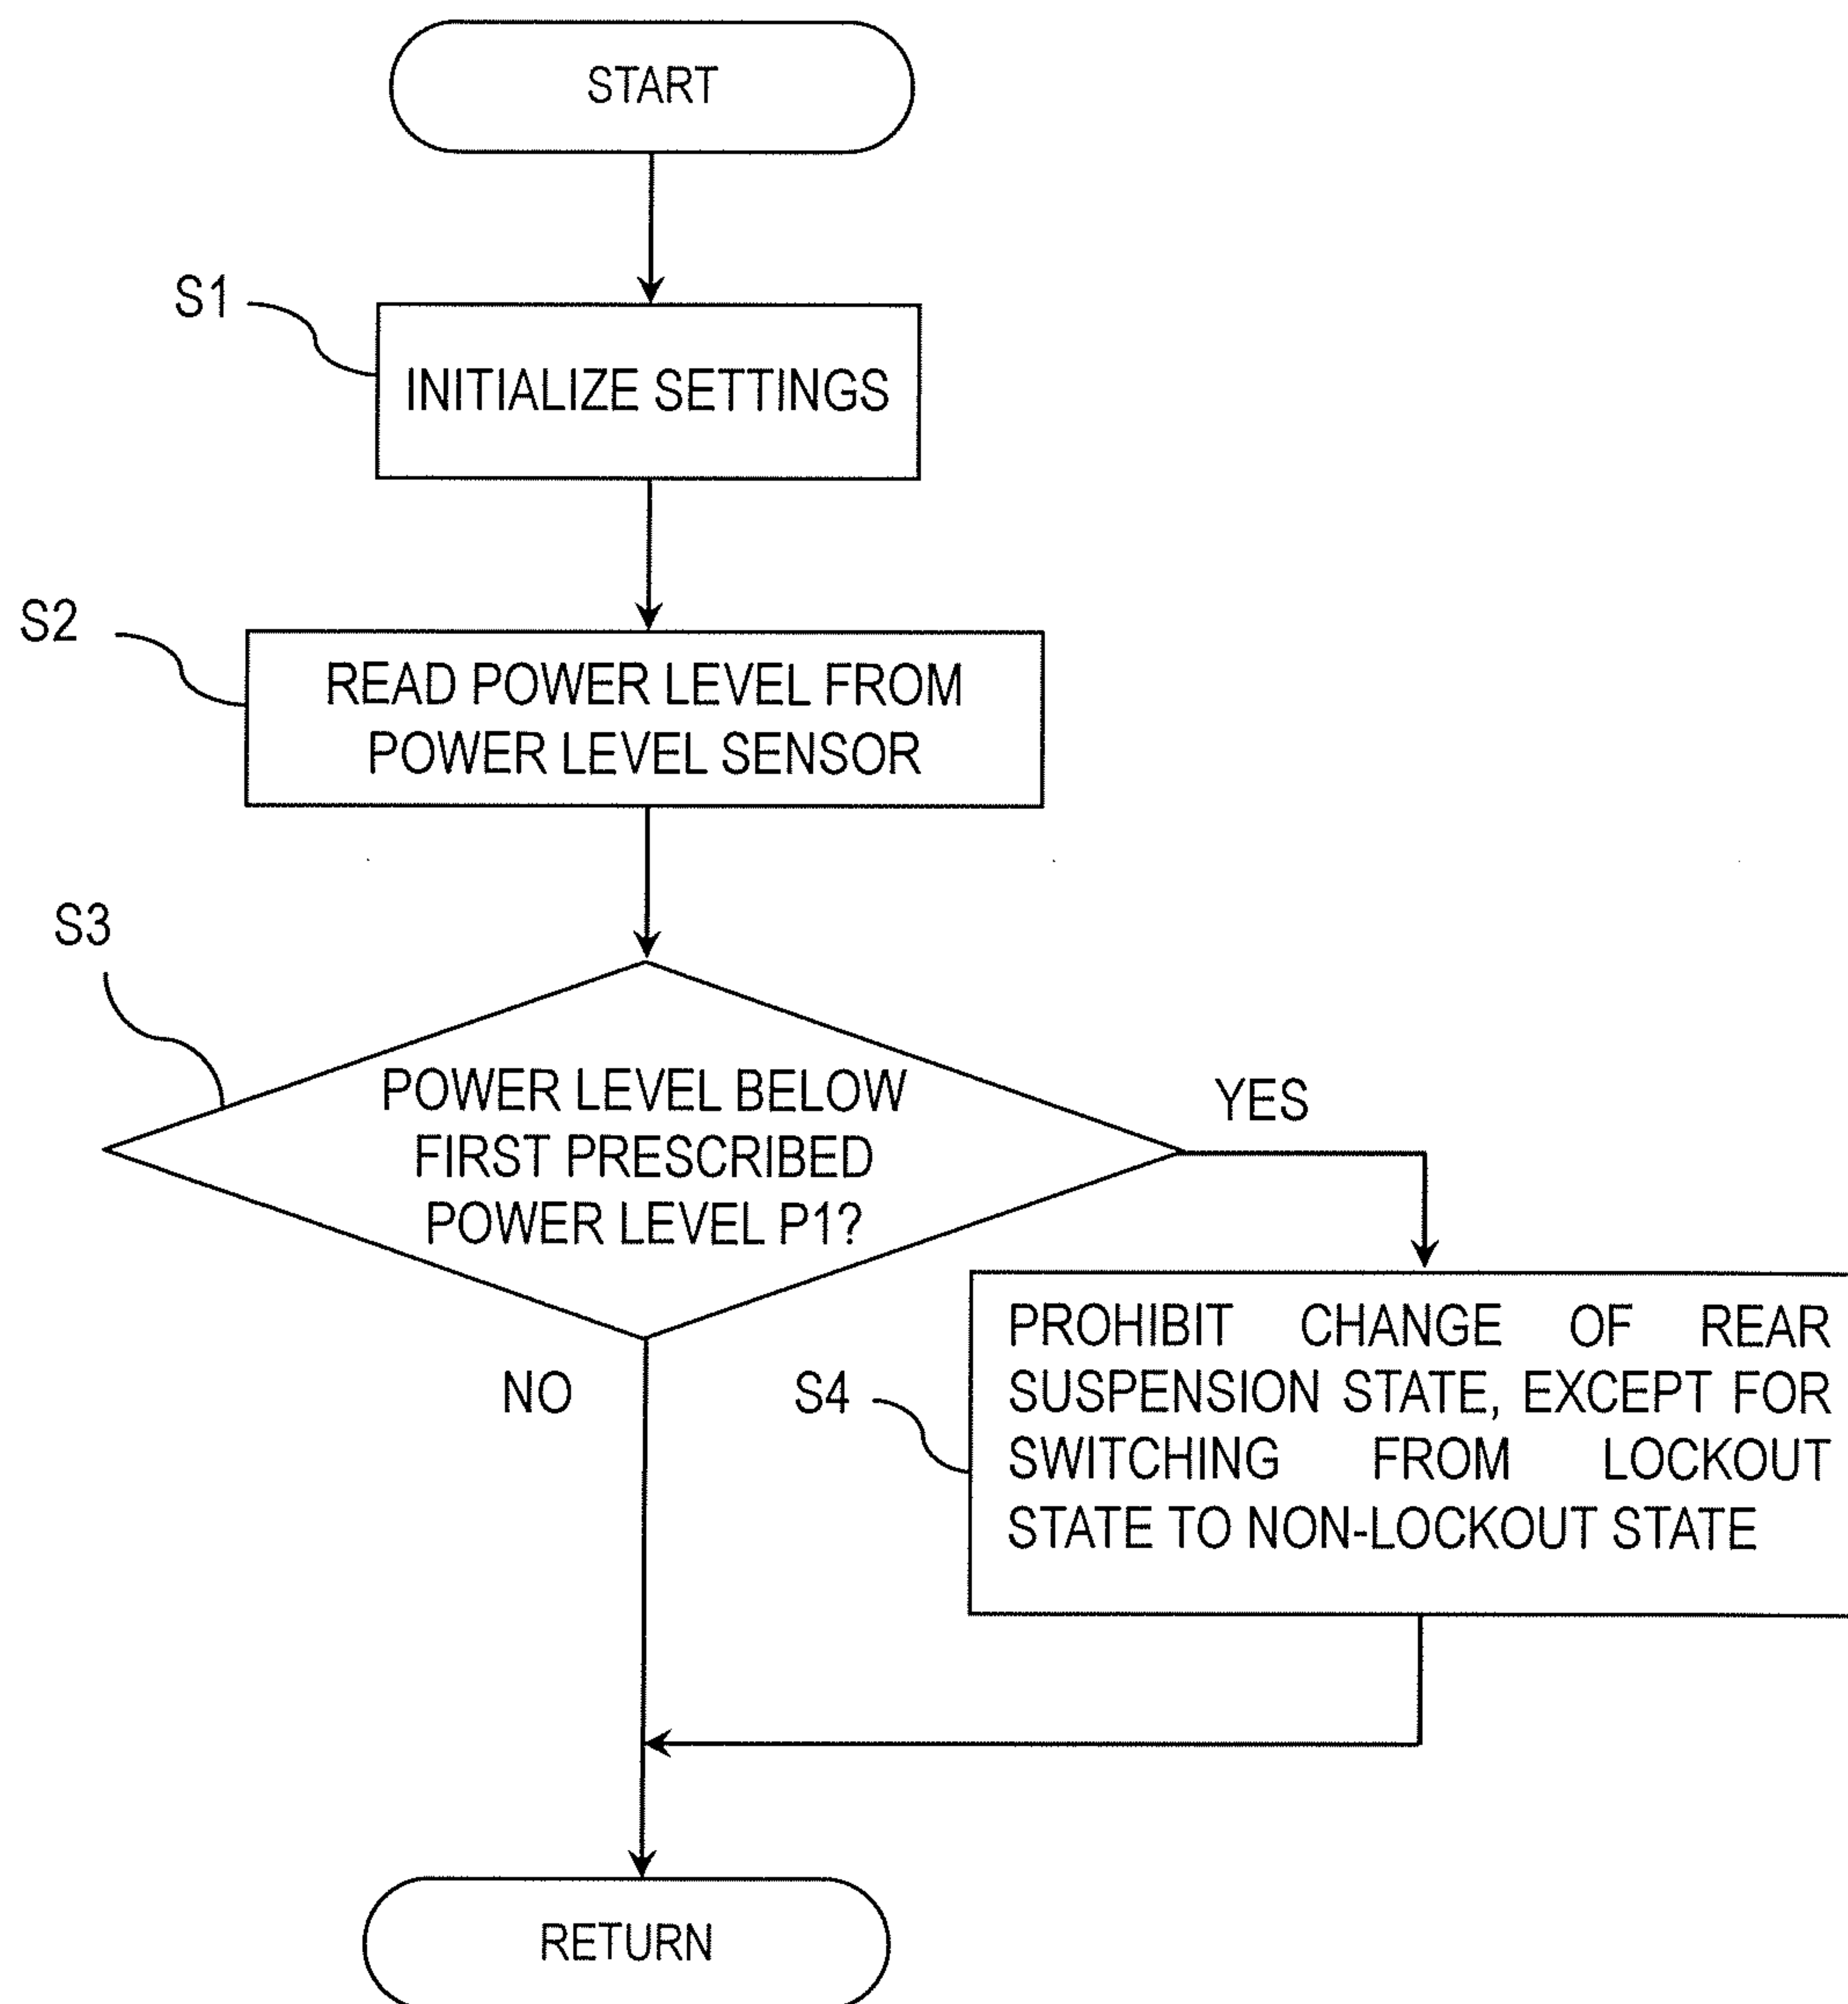 START
S1
INITIALIZE SETTINGS
S2
READ POWER LEVEL FROM
POWER LEVEL SENSOR
S3
POWER LEVEL BELOW
FIRST PRESCRIBED
POWER LEVEL P1?
YES
NO
S4
PROHIBIT CHANGE OF REAR
SUSPENSION STATE, EXCEPT FOR
SWITCHING FROM LOCKOUT
STATE TO NON-LOCKOUT STATE
RETURN